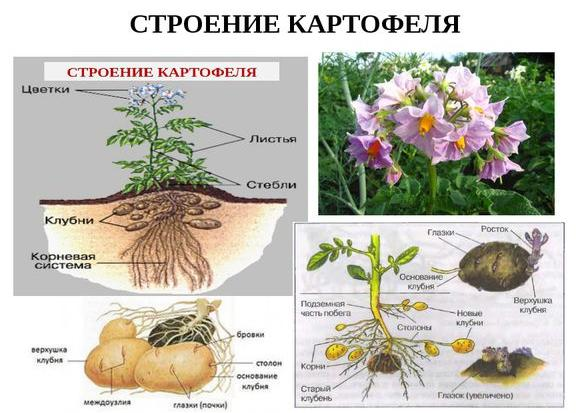 СТРОЕНИЕ КАРТОФЕЛЯ
СТРОЕНИЕ КАРТОФЕЛЯ
Цветки
Листья
Стебли
Клубни
Корневая
система
Глазки
Росток
Основание
клубня
Верхушка
клубня
Подземная
часть побега
Новые
клубни
Столоны
Корни
Старый
клубень
Глазок (увеличено)
бровки
верхушка
клубня
столон
основание
клубня
междоузлия
глазки (почки)